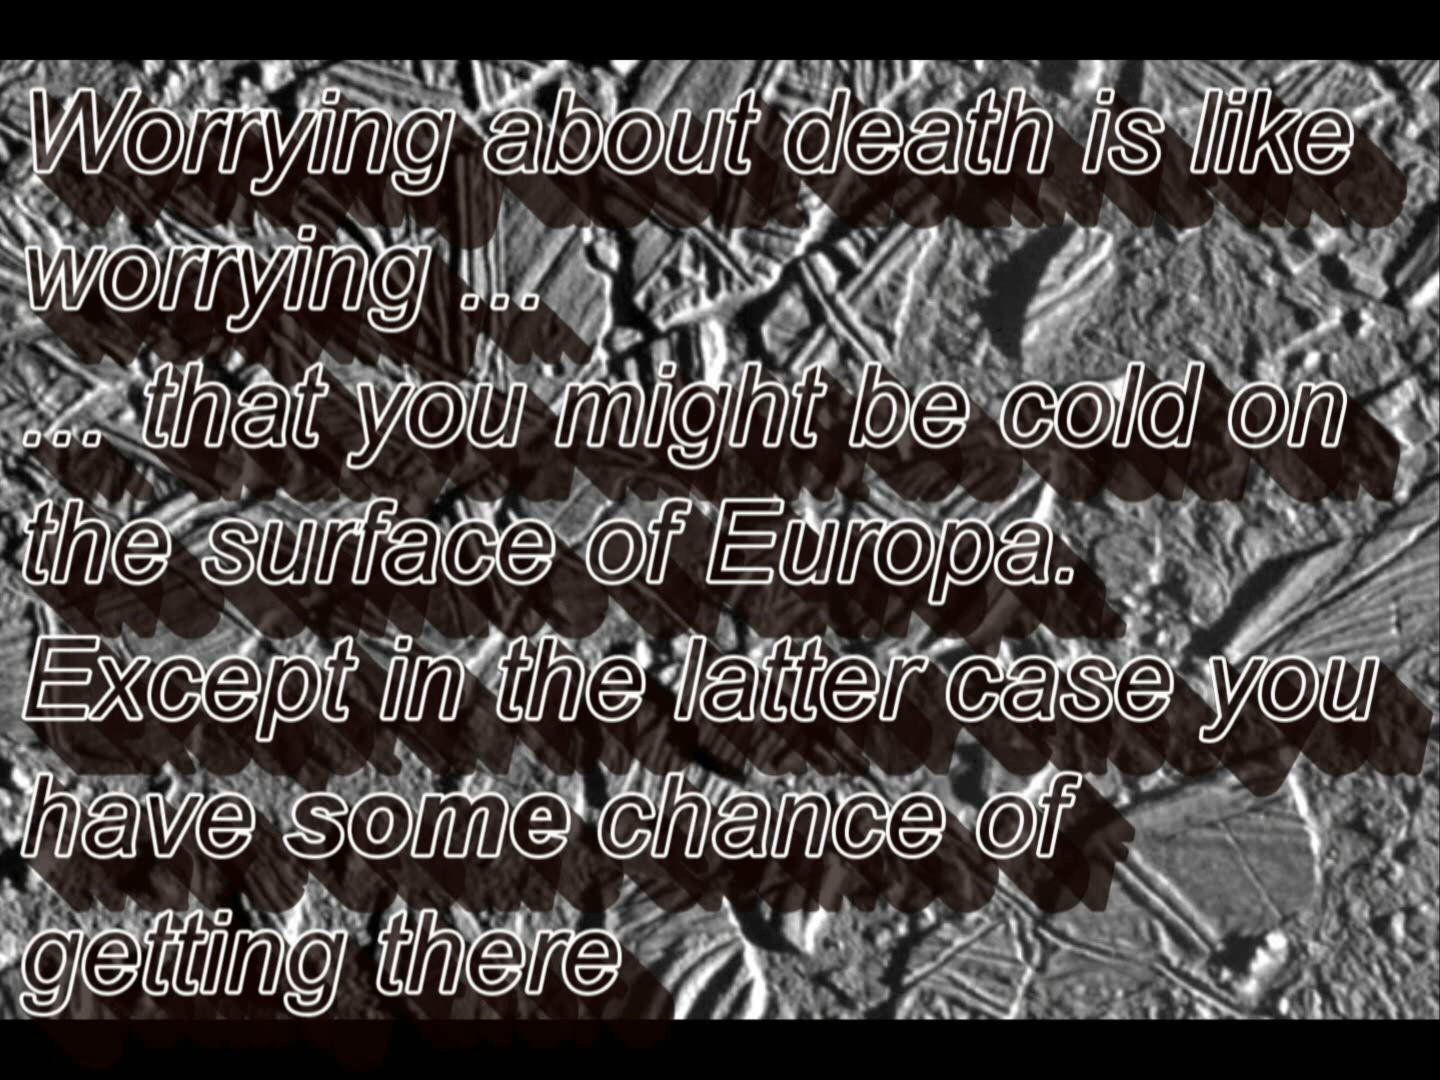 Worrying about death is like
worrying ...
... that you might be cold on
the surface of Europa.
Except in the latter case you
have some chance of
getting there